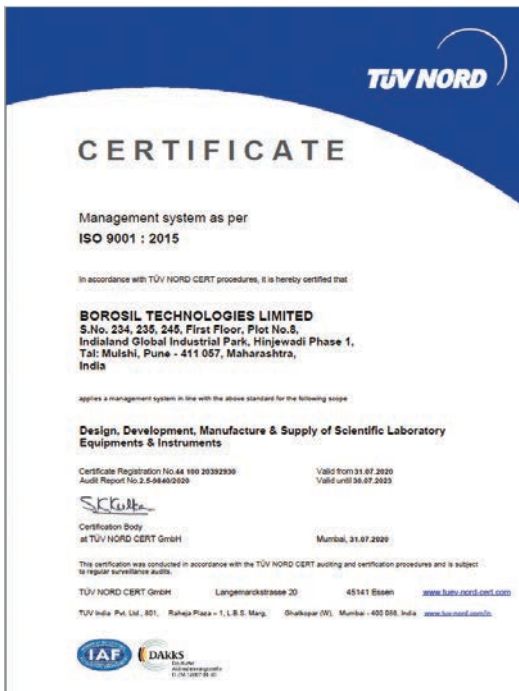 TÜV NORD
CERTIFICATE
Management system as per
ISO 9001 : 2015
In accordance with TÜV NORD CERT procedures, it is hereby certified that
BOROSIL TECHNOLOGIES LIMITED
S.No. 234, 235, 245, First Floor, Plot No.8,
Indialand Global Industrial Park, Hinjewadi Phase 1,
Tal: Mulshi, Pune - 411 057, Maharashtra,
India
applies a management system in line with the above standard for the following scope
Design, Development, Manufacture & Supply of Scientific Laboratory
Equipments & Instruments
Certificate Registration No.44 100 20392930 Valid from 31.07.2020
Audit Report No.2.5-9840/2020 Valid until 30.07.2023
Certification Body
at TÜV NORD CERT GmbH Mumbai, 31.07.2020
This certification was conducted in accordance with the TÜV NORD CERT auditing and certification procedures and is subject
to regular surveillance audits.
TÜV NORD CERT GmbH Langemarckstrasse 20 45141 Essen www.tuev-nord-cert.com
TUV India Pvt. Ltd., 801, Raheja Plaza – 1, L.B.S. Marg, Ghatkopar (W), Mumbai - 400 086, India www.tuv-nord.com/in
IAF
DAkkS
Deutsche
Akkreditierungsstelle